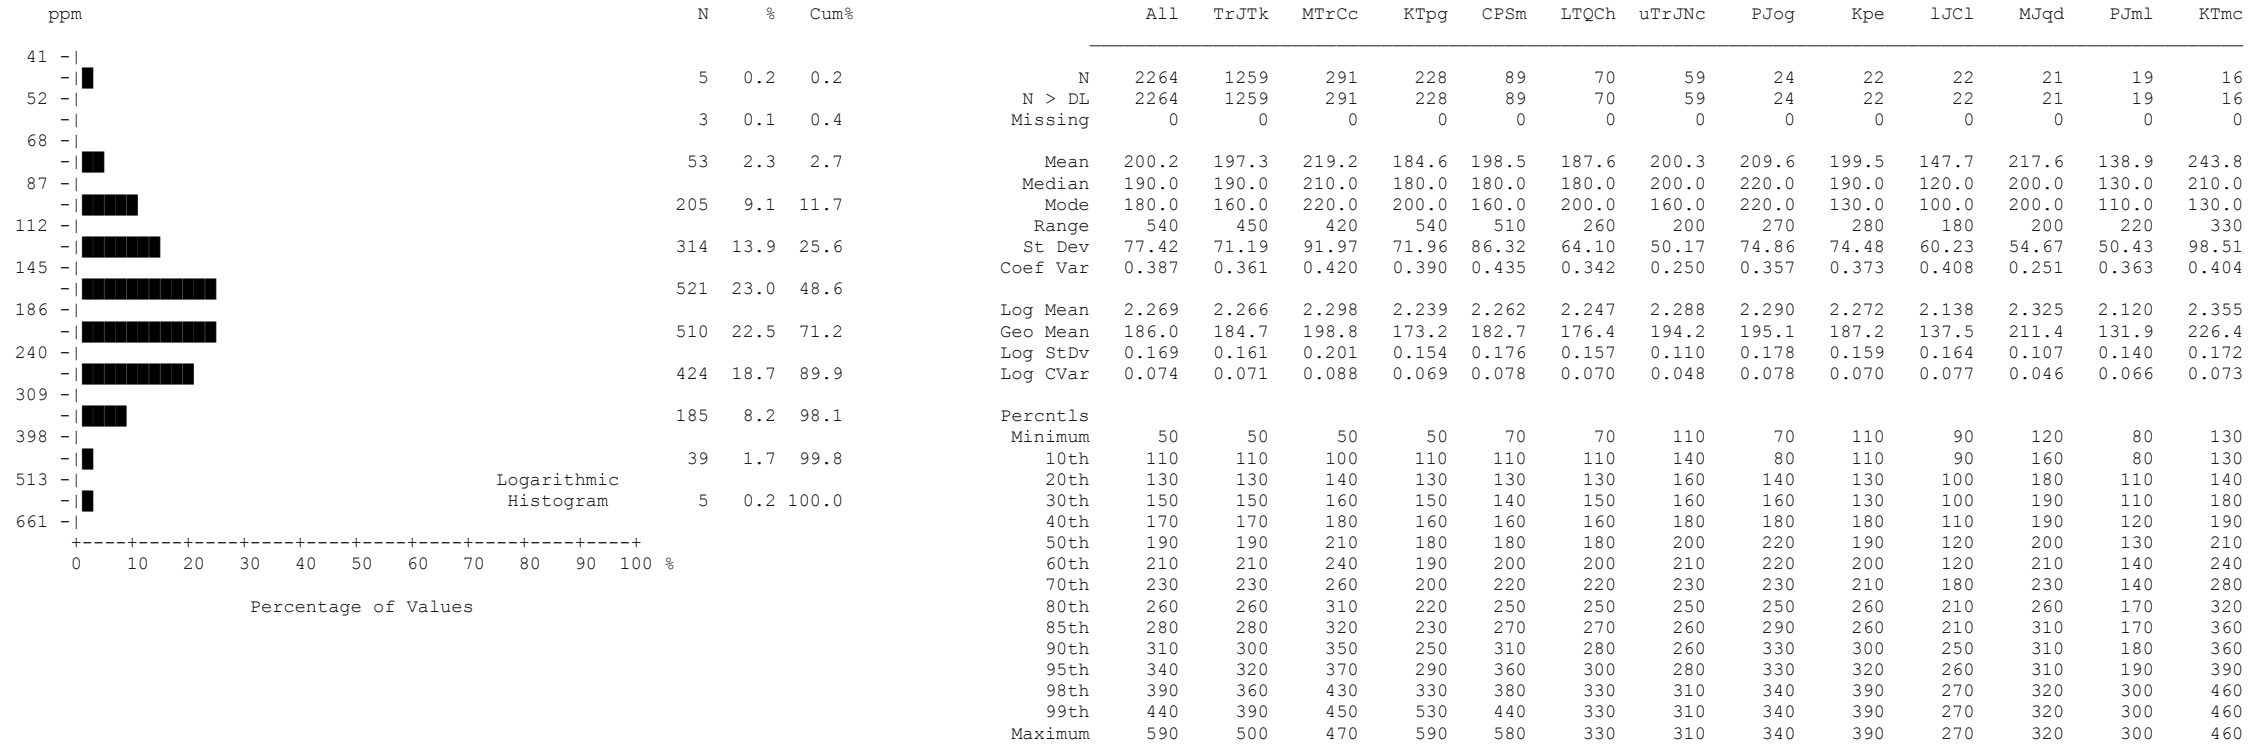 ppm N % Cum% All TrJTk MTrCc KTpg CPSm LTQCh uTrJNc PJog Kpe lJCl MJqd PJml KTmc
41
5 0.2 0.2 N 2264 1259 291 228 89 70 59 24 22 22 21 19 16
52 N > DL 2264 1259 291 228 89 70 59 24 22 22 21 19 16
3 0.1 0.4 Missing 0 0 0 0 0 0 0 0 0 0 0 0 0
68
53 2.3 2.7 Mean 200.2 197.3 219.2 184.6 198.5 187.6 200.3 209.6 199.5 147.7 217.6 138.9 243.8
87 Median 190.0 190.0 210.0 180.0 180.0 180.0 200.0 220.0 190.0 120.0 200.0 130.0 210.0
205 9.1 11.7 Mode 180.0 160.0 220.0 200.0 160.0 200.0 160.0 220.0 130.0 100.0 200.0 110.0 130.0
112 Range 540 450 420 540 510 260 200 270 280 180 200 220 330
314 13.9 25.6 St Dev 77.42 71.19 91.97 71.96 86.32 64.10 50.17 74.86 74.48 60.23 54.67 50.43 98.51
145 Coef Var 0.387 0.361 0.420 0.390 0.435 0.342 0.250 0.357 0.373 0.408 0.251 0.363 0.404
521 23.0 48.6
186 Log Mean 2.269 2.266 2.298 2.239 2.262 2.247 2.288 2.290 2.272 2.138 2.325 2.120 2.355
510 22.5 71.2 Geo Mean 186.0 184.7 198.8 173.2 182.7 176.4 194.2 195.1 187.2 137.5 211.4 131.9 226.4
240 Log StDv 0.169 0.161 0.201 0.154 0.176 0.157 0.110 0.178 0.159 0.164 0.107 0.140 0.172
424 18.7 89.9 Log CVar 0.074 0.071 0.088 0.069 0.078 0.070 0.048 0.078 0.070 0.077 0.046 0.066 0.073
309
185 8.2 98.1 Percntls
398 Minimum 50 50 50 50 70 70 110 70 110 90 120 80 130
39 1.7 99.8 10th 110 110 100 110 110 110 140 80 110 90 160 80 130
513 Logarithmic 20th 130 130 140 130 130 130 160 140 130 100 180 110 140
Histogram 5 0.2 100.0 30th 150 150 160 150 140 150 160 160 130 100 190 110 180
661 40th 170 170 180 160 160 160 180 180 180 110 190 120 190
50th 190 190 210 180 180 180 200 220 190 120 200 130 210
0 10 20 30 40 50 60 70 80 90 100 % 60th 210 210 240 190 200 200 210 220 200 120 210 140 240
70th 230 230 260 200 220 220 230 230 210 180 230 140 280
Percentage of Values 80th 260 260 310 220 250 250 250 250 260 210 260 170 320
85th 280 280 320 230 270 270 260 290 260 210 310 170 360
90th 310 300 350 250 310 280 260 330 300 250 310 180 360
95th 340 320 370 290 360 300 280 330 320 260 310 190 390
98th 390 360 430 330 380 330 310 340 390 270 320 300 460
99th 440 390 450 530 440 330 310 340 390 270 320 300 460
Maximum 590 500 470 590 580 330 310 340 390 270 320 300 460